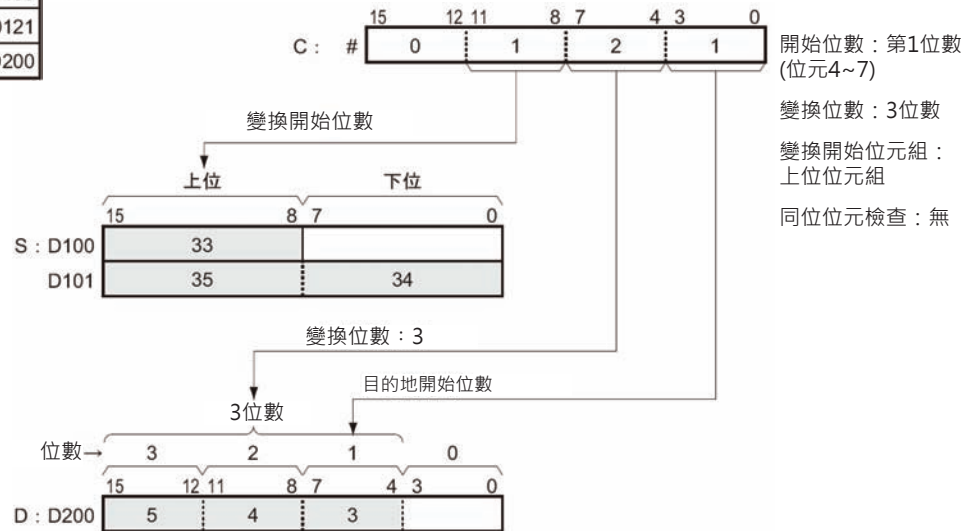 0121
0200
15 12 11 8 7 4 3 0
C : # 0 1 2 1
開始位數：第1位數
(位元4~7)
變換位數：3位數
變換開始位元組：
上位位元組
同位位元檢查：無
變換開始位數
上位 下位
15 8 7 0
S : D100 33
D101 35 34
變換位數：3
目的地開始位數
3位數
位數→ 3 2 1 0
15 12 11 8 7 4 3 0
D : D200 5 4 3